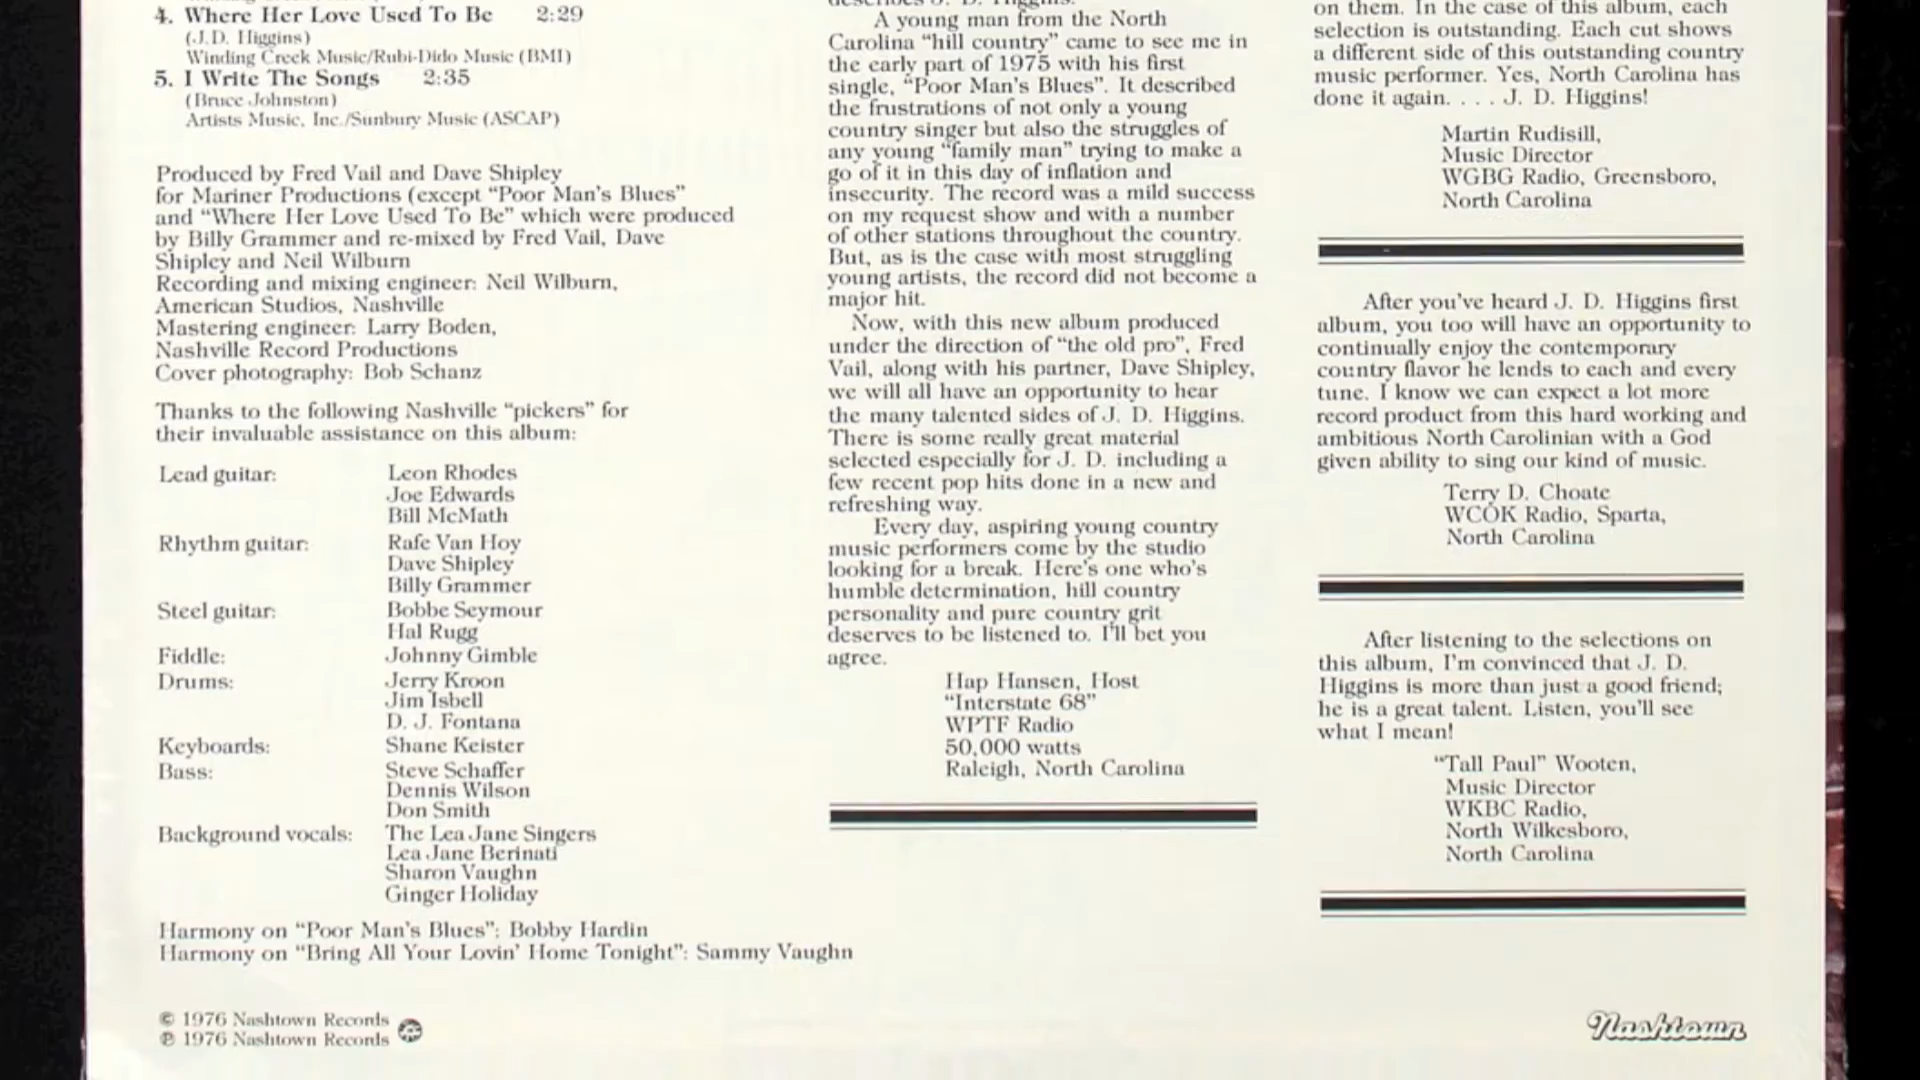 4. Where Her Love Used To Be 2:29
(J.D. Higgins)
Winding Creek Music/Rubi-Dido Music (BMI)
5. I Write The Songs 2:35
(Bruce Johnston)
Artists Music, Inc./Sunbury Music (ASCAP)
Produced by Fred Vail and Dave Shipley
for Mariner Productions (except “Poor Man's Blues”
and “Where Her Love Used To Be” which were produced
by Billy Grammer and re-mixed by Fred Vail, Dave
Shipley and Neil Wilburn
Recording and mixing engineer: Neil Wilburn,
American Studios, Nashville
Mastering engineer: Larry Boden,
Nashville Record Productions
Cover photography: Bob Schanz
Thanks to the following Nashville “pickers” for
their invaluable assistance on this album:
Lead guitar: Leon Rhodes
Joe Edwards
Bill McMath
Rhythm guitar: Rafe Van Hoy
Dave Shipley
Billy Grammer
Steel guitar: Bobbe Seymour
Hal Rugg
Fiddle: Johnny Gimble
Drums: Jerry Kroon
Jim Isbell
D. J. Fontana
Keyboards: Shane Keister
Bass: Steve Schaffer
Dennis Wilson
Don Smith
Background vocals: The Lea Jane Singers
Lea Jane Berinati
Sharon Vaughn
Ginger Holiday
Harmony on “Poor Man's Blues”: Bobby Hardin
Harmony on “Bring All Your Lovin' Home Tonight”: Sammy Vaughn
© 1976 Nashtown Records
℗ 1976 Nashtown Records
describes J. D. Higgins.
A young man from the North
Carolina “hill country” came to see me in
the early part of 1975 with his first
single, “Poor Man's Blues”. It described
the frustrations of not only a young
country singer but also the struggles of
any young “family man” trying to make a
go of it in this day of inflation and
insecurity. The record was a mild success
on my request show and with a number
of other stations throughout the country.
But, as is the case with most struggling
young artists, the record did not become a
major hit.
Now, with this new album produced
under the direction of “the old pro”, Fred
Vail, along with his partner, Dave Shipley,
we will all have an opportunity to hear
the many talented sides of J. D. Higgins.
There is some really great material
selected especially for J. D. including a
few recent pop hits done in a new and
refreshing way.
Every day, aspiring young country
music performers come by the studio
looking for a break. Here's one who's
humble determination, hill country
personality and pure country grit
deserves to be listened to. I'll bet you
agree.
Hap Hansen, Host
“Interstate 68”
WPTF Radio
50,000 watts
Raleigh, North Carolina
on them. In the case of this album, each
selection is outstanding. Each cut shows
a different side of this outstanding country
music performer. Yes, North Carolina has
done it again. . . . J. D. Higgins!
Martin Rudisill,
Music Director
WGBG Radio, Greensboro,
North Carolina
After you've heard J. D. Higgins first
album, you too will have an opportunity to
continually enjoy the contemporary
country flavor he lends to each and every
tune. I know we can expect a lot more
record product from this hard working and
ambitious North Carolinian with a God
given ability to sing our kind of music.
Terry D. Choate
WCOK Radio, Sparta,
North Carolina
After listening to the selections on
this album, I'm convinced that J. D.
Higgins is more than just a good friend;
he is a great talent. Listen, you'll see
what I mean!
“Tall Paul” Wooten,
Music Director
WKBC Radio,
North Wilkesboro,
North Carolina
Nashtown